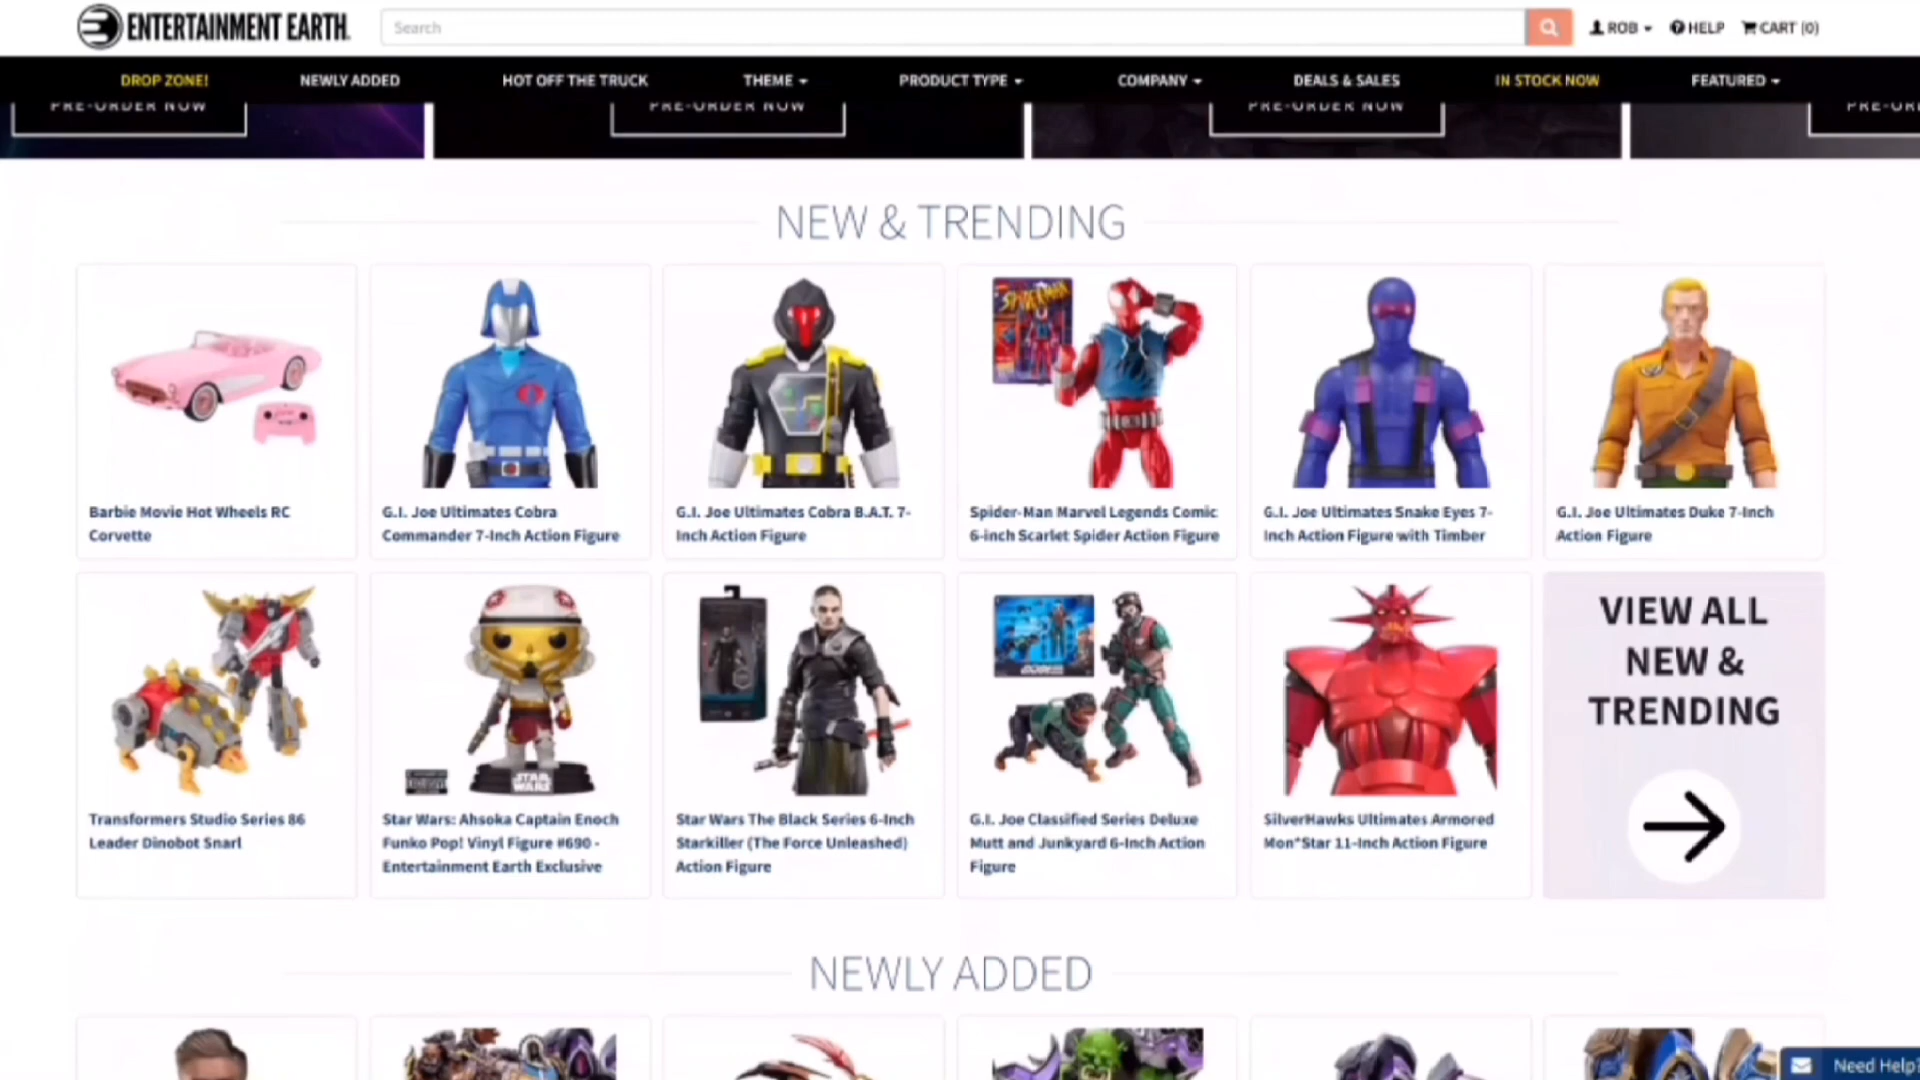 ENTERTAINMENT EARTH
Search
ROB
HELP
CART (0)
DROP ZONE!
NEWLY ADDED
HOT OFF THE TRUCK
THEME
PRODUCT TYPE
COMPANY
DEALS & SALES
IN STOCK NOW
FEATURED
PRE-ORDER NOW
PRE-ORDER NOW
PRE-ORDER NOW
NEW & TRENDING
SPIDER-MAN
Barbie Movie Hot Wheels RC
Corvette
G.I. Joe Ultimates Cobra
Commander 7-Inch Action Figure
G.I. Joe Ultimates Cobra B.A.T. 7-
Inch Action Figure
Spider-Man Marvel Legends Comic
6-inch Scarlet Spider Action Figure
G.I. Joe Ultimates Snake Eyes 7-
Inch Action Figure with Timber
G.I. Joe Ultimates Duke 7-Inch
Action Figure
STAR
WARS
VIEW ALL
NEW &
TRENDING
Transformers Studio Series 86
Leader Dinobot Snarl
Star Wars: Ahsoka Captain Enoch
Funko Pop! Vinyl Figure #690 -
Entertainment Earth Exclusive
Star Wars The Black Series 6-Inch
Starkiller (The Force Unleashed)
Action Figure
G.I. Joe Classified Series Deluxe
Mutt and Junkyard 6-Inch Action
Figure
SilverHawks Ultimates Armored
Mon*Star 11-Inch Action Figure
NEWLY ADDED
Need Help?